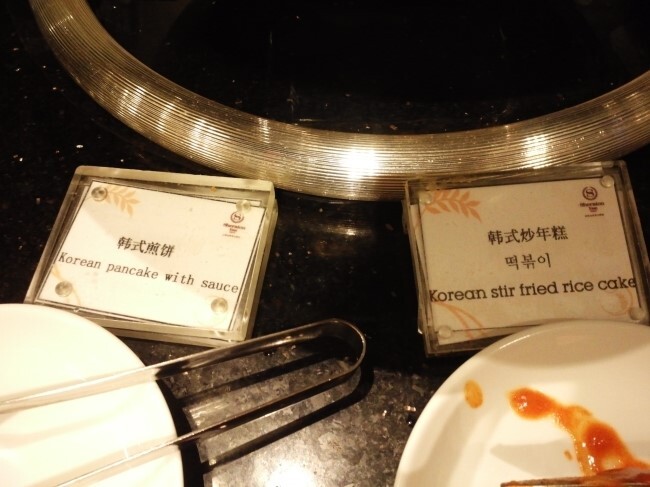 韩式煎饼
Korean pancake with sauce
韩式炒年糕
떡볶이
Korean stir fried rice cake